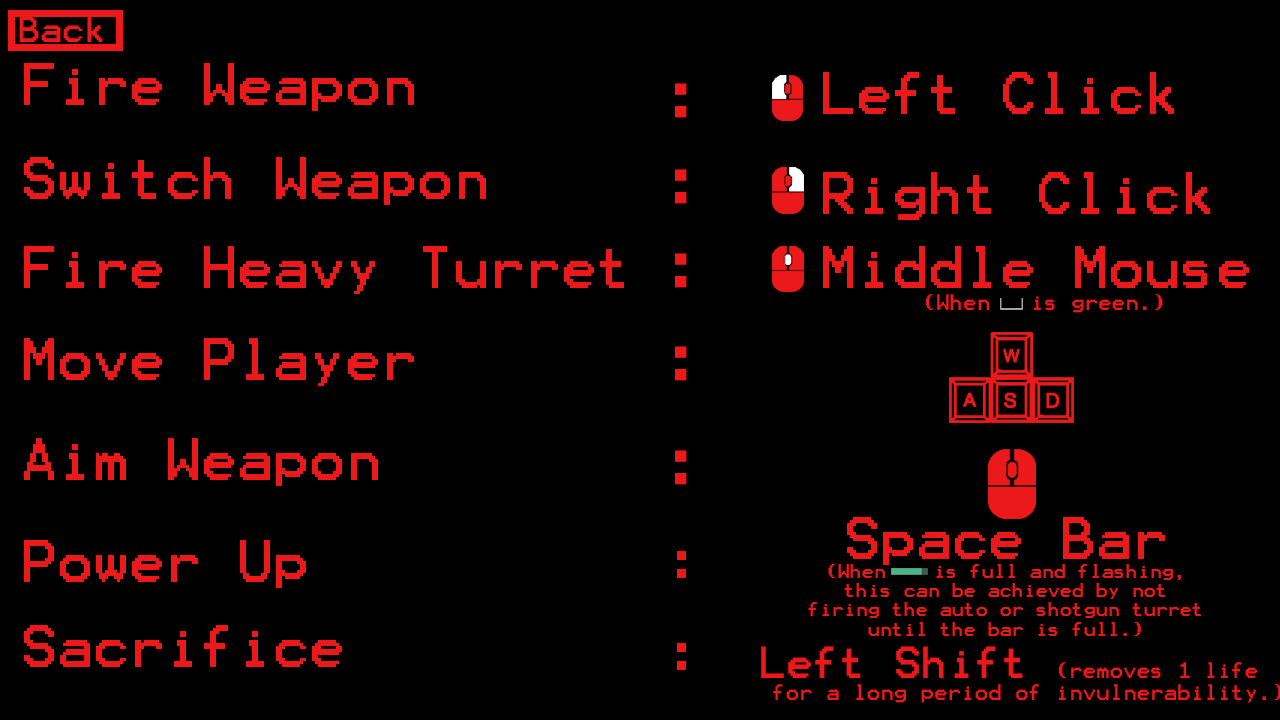 Back
Fire Weapon : Left Click
Switch Weapon : Right Click
Fire Heavy Turret : Middle Mouse
(When is green.)
Move Player : W
A S D
Aim Weapon :
Space Bar
Power Up :
(When is full and flashing,
this can be achieved by not
firing the auto or shotgun turret
until the bar is full.)
Sacrifice : Left Shift (removes 1 life
for a long period of invulnerability.)